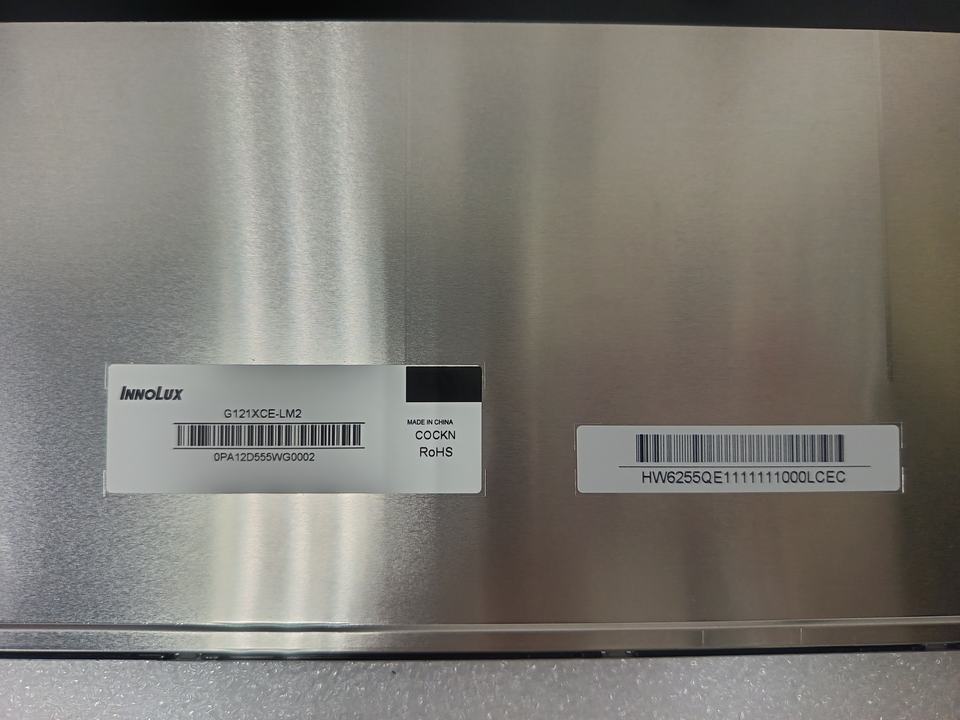 INNOLUX
G121XCE-LM2
0PA12D555WG0002
MADE IN CHINA
COCKN
RoHS
HW6255QE1111111000LCEC